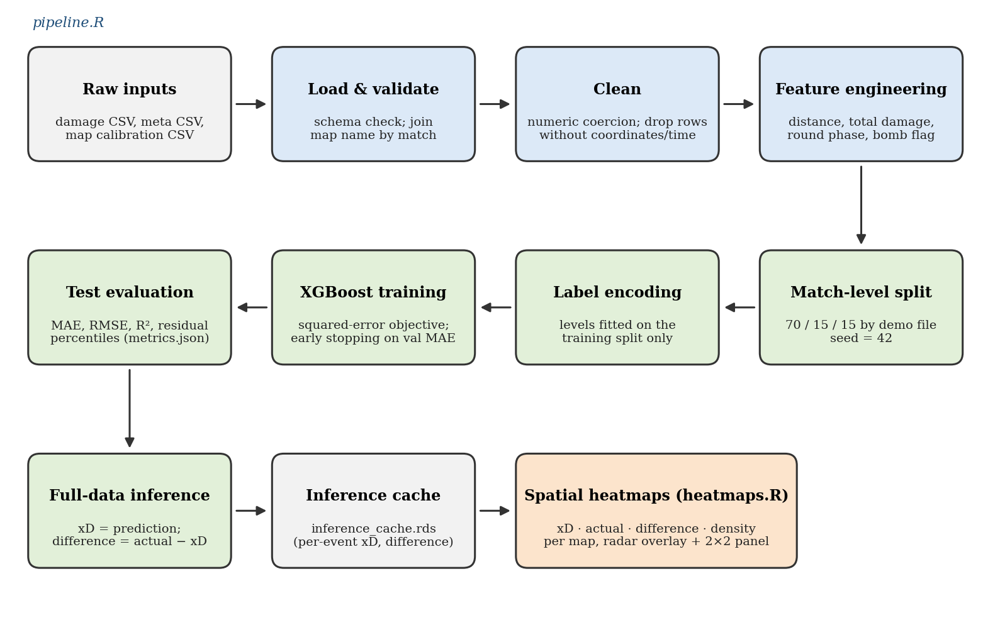 pipeline.R
Raw inputs
damage CSV, meta CSV,
map calibration CSV
Load & validate
schema check; join
map name by match
Clean
numeric coercion; drop rows
without coordinates/time
Feature engineering
distance, total damage,
round phase, bomb flag
Match-level split
70 / 15 / 15 by demo file
seed = 42
Label encoding
levels fitted on the
training split only
XGBoost training
squared-error objective;
early stopping on val MAE
Test evaluation
MAE, RMSE, R², residual
percentiles (metrics.json)
Full-data inference
xD = prediction;
difference = actual − xD
Inference cache
inference_cache.rds
(per-event xD, difference)
Spatial heatmaps (heatmaps.R)
xD · actual · difference · density
per map, radar overlay + 2×2 panel